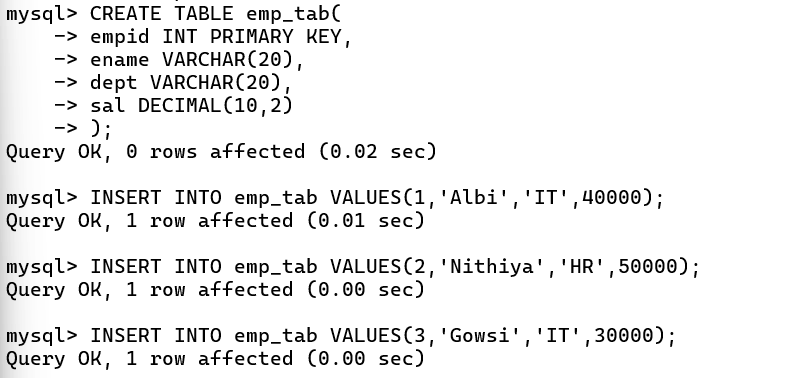 mysql> CREATE TABLE emp_tab(
    -> empid INT PRIMARY KEY,
    -> ename VARCHAR(20),
    -> dept VARCHAR(20),
    -> sal DECIMAL(10,2)
    -> );
Query OK, 0 rows affected (0.02 sec)

mysql> INSERT INTO emp_tab VALUES(1,'Albi','IT',40000);
Query OK, 1 row affected (0.01 sec)

mysql> INSERT INTO emp_tab VALUES(2,'Nithiya','HR',50000);
Query OK, 1 row affected (0.00 sec)

mysql> INSERT INTO emp_tab VALUES(3,'Gowsi','IT',30000);
Query OK, 1 row affected (0.00 sec)